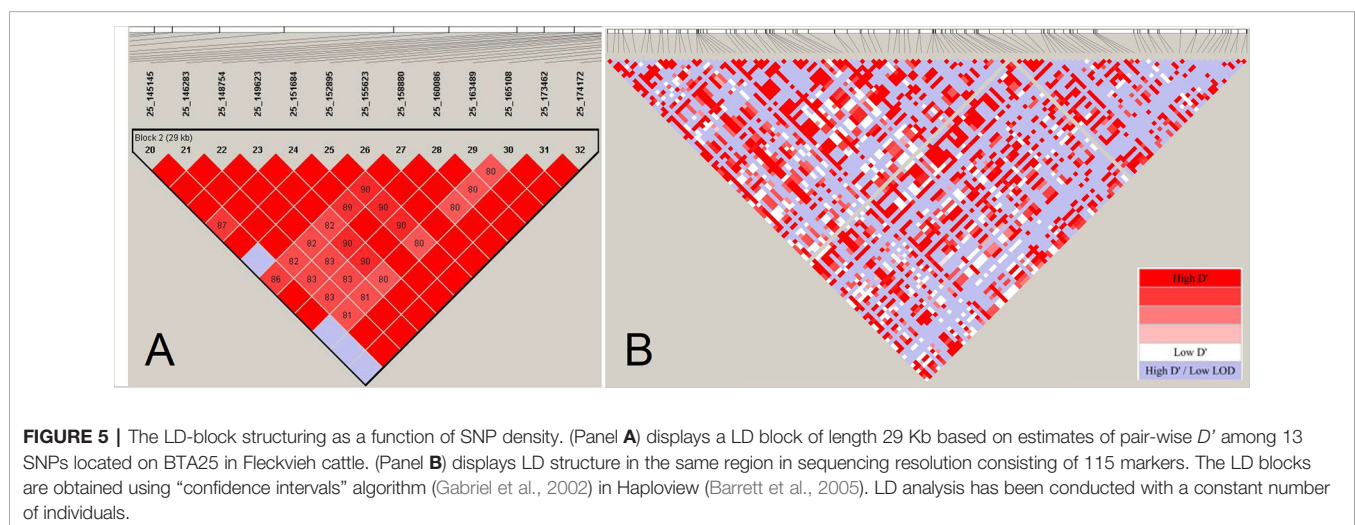 25_145145 25_146283 25_148754 25_149623 25_151684 25_152895 25_155623 25_158880 25_160086 25_163489 25_165108 25_173462 25_174172
Block 2 (29 kb)
20 21 22 23 24 25 26 27 28 29 30 31 32
80
90 80
89 90 80
87 82 90
82 90 80
83 90
86 83 83 80
83 81
81
A
B
High D'
Low D'
High D' / Low LOD
FIGURE 5 | The LD-block structuring as a function of SNP density. (Panel A) displays a LD block of length 29 Kb based on estimates of pair-wise D' among 13
SNPs located on BTA25 in Fleckvieh cattle. (Panel B) displays LD structure in the same region in sequencing resolution consisting of 115 markers. The LD blocks
are obtained using “confidence intervals” algorithm (Gabriel et al., 2002) in Haploview (Barrett et al., 2005). LD analysis has been conducted with a constant number
of individuals.